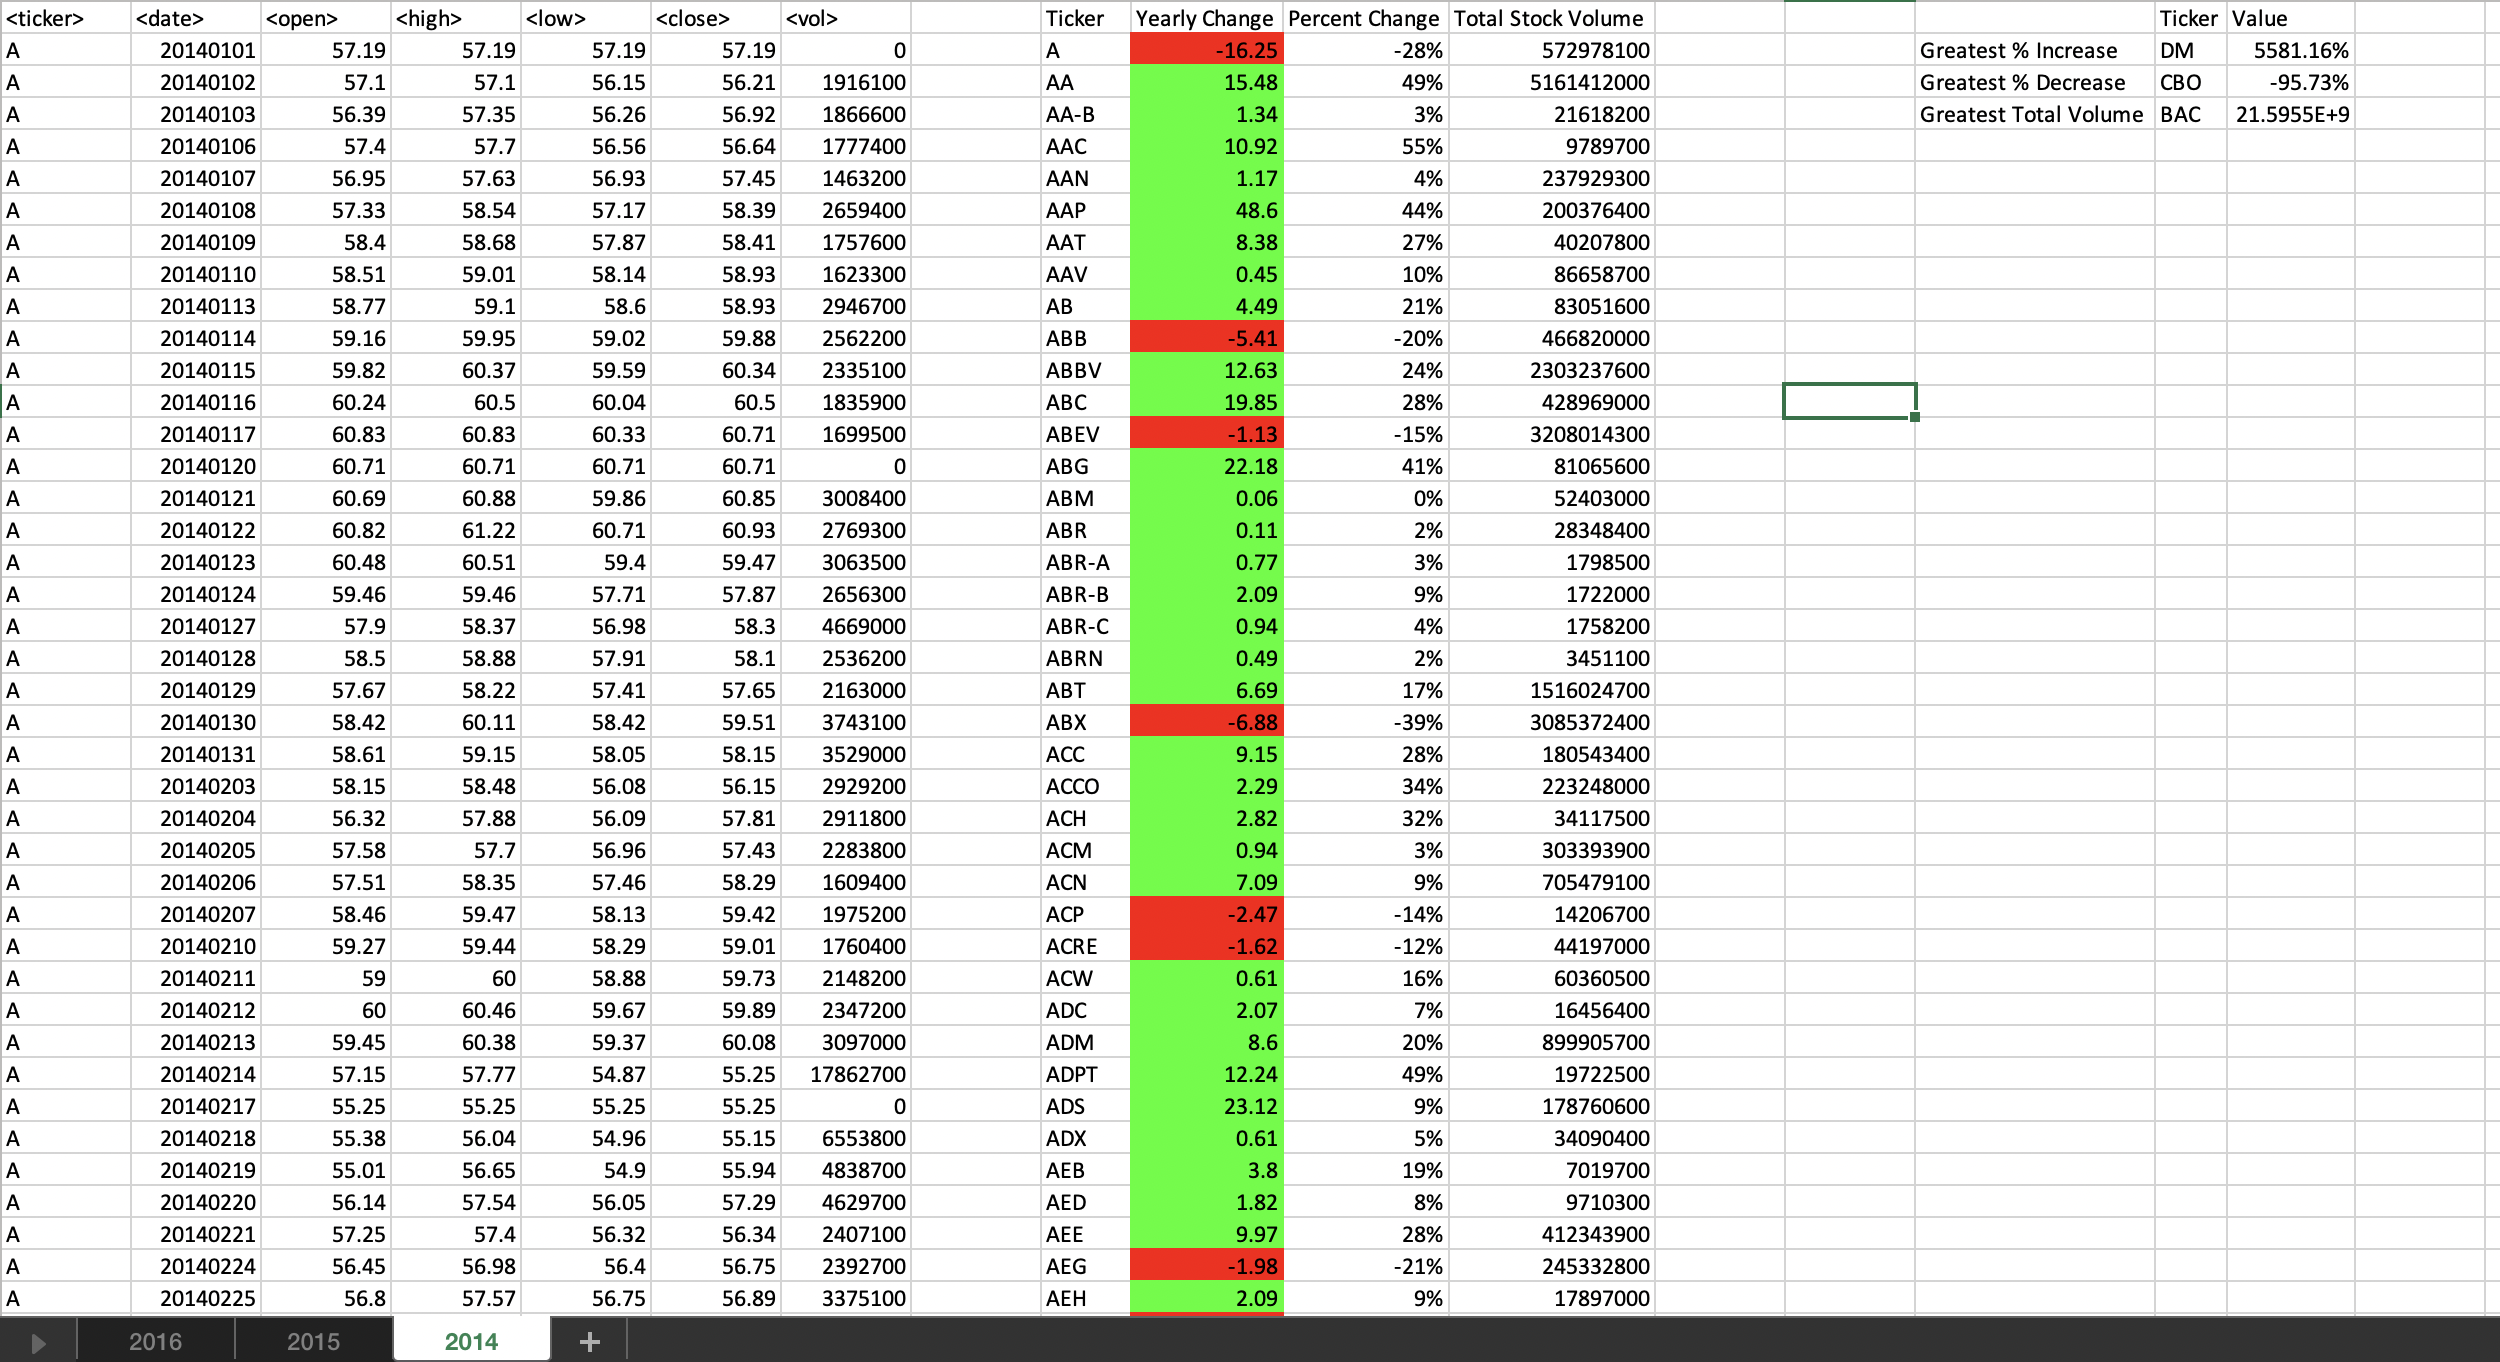 <ticker> <date> <open> <high> <low> <close> <vol> Ticker Yearly Change Percent Change Total Stock Volume Ticker Value
A 20140101 57.19 57.19 57.19 57.19 0 A -16.25 -28% 572978100 Greatest % Increase DM 5581.16%
A 20140102 57.1 57.1 56.15 56.21 1916100 AA 15.48 49% 5161412000 Greatest % Decrease CBO -95.73%
A 20140103 56.39 57.35 56.26 56.92 1866600 AA-B 1.34 3% 21618200 Greatest Total Volume BAC 21.5955E+9
A 20140106 57.4 57.7 56.56 56.64 1777400 AAC 10.92 55% 9789700
A 20140107 56.95 57.63 56.93 57.45 1463200 AAN 1.17 4% 237929300
A 20140108 57.33 58.54 57.17 58.39 2659400 AAP 48.6 44% 200376400
A 20140109 58.4 58.68 57.87 58.41 1757600 AAT 8.38 27% 40207800
A 20140110 58.51 59.01 58.14 58.93 1623300 AAV 0.45 10% 86658700
A 20140113 58.77 59.1 58.6 58.93 2946700 AB 4.49 21% 83051600
A 20140114 59.16 59.95 59.02 59.88 2562200 ABB -5.41 -20% 466820000
A 20140115 59.82 60.37 59.59 60.34 2335100 ABBV 12.63 24% 2303237600
A 20140116 60.24 60.5 60.04 60.5 1835900 ABC 19.85 28% 428969000
A 20140117 60.83 60.83 60.33 60.71 1699500 ABEV -1.13 -15% 3208014300
A 20140120 60.71 60.71 60.71 60.71 0 ABG 22.18 41% 81065600
A 20140121 60.69 60.88 59.86 60.85 3008400 ABM 0.06 0% 52403000
A 20140122 60.82 61.22 60.71 60.93 2769300 ABR 0.11 2% 28348400
A 20140123 60.48 60.51 59.4 59.47 3063500 ABR-A 0.77 3% 1798500
A 20140124 59.46 59.46 57.71 57.87 2656300 ABR-B 2.09 9% 1722000
A 20140127 57.9 58.37 56.98 58.3 4669000 ABR-C 0.94 4% 1758200
A 20140128 58.5 58.88 57.91 58.1 2536200 ABRN 0.49 2% 3451100
A 20140129 57.67 58.22 57.41 57.65 2163000 ABT 6.69 17% 1516024700
A 20140130 58.42 60.11 58.42 59.51 3743100 ABX -6.88 -39% 3085372400
A 20140131 58.61 59.15 58.05 58.15 3529000 ACC 9.15 28% 180543400
A 20140203 58.15 58.48 56.08 56.15 2929200 ACCO 2.29 34% 223248000
A 20140204 56.32 57.88 56.09 57.81 2911800 ACH 2.82 32% 34117500
A 20140205 57.58 57.7 56.96 57.43 2283800 ACM 0.94 3% 303393900
A 20140206 57.51 58.35 57.46 58.29 1609400 ACN 7.09 9% 705479100
A 20140207 58.46 59.47 58.13 59.42 1975200 ACP -2.47 -14% 14206700
A 20140210 59.27 59.44 58.29 59.01 1760400 ACRE -1.62 -12% 44197000
A 20140211 59 60 58.88 59.73 2148200 ACW 0.61 16% 60360500
A 20140212 60 60.46 59.67 59.89 2347200 ADC 2.07 7% 16456400
A 20140213 59.45 60.38 59.37 60.08 3097000 ADM 8.6 20% 899905700
A 20140214 57.15 57.77 54.87 55.25 17862700 ADPT 12.24 49% 19722500
A 20140217 55.25 55.25 55.25 55.25 0 ADS 23.12 9% 178760600
A 20140218 55.38 56.04 54.96 55.15 6553800 ADX 0.61 5% 34090400
A 20140219 55.01 56.65 54.9 55.94 4838700 AEB 3.8 19% 7019700
A 20140220 56.14 57.54 56.05 57.29 4629700 AED 1.82 8% 9710300
A 20140221 57.25 57.4 56.32 56.34 2407100 AEE 9.97 28% 412343900
A 20140224 56.45 56.98 56.4 56.75 2392700 AEG -1.98 -21% 245332800
A 20140225 56.8 57.57 56.75 56.89 3375100 AEH 2.09 9% 17897000
2016 2015 2014 +